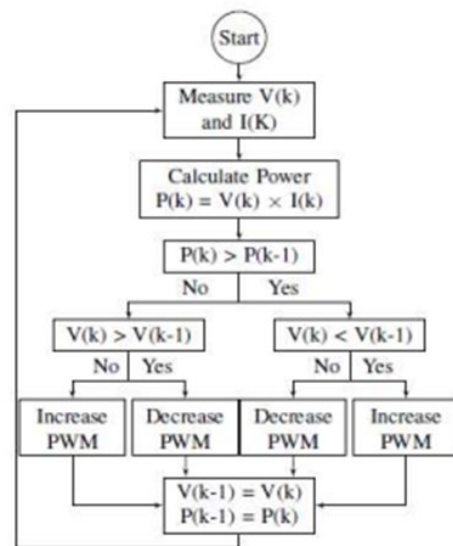 Start
Measure V(k)
and I(K)
Calculate Power
P(k) = V(k) × I(k)
P(k) > P(k-1)
No Yes
V(k) > V(k-1)
V(k) < V(k-1)
No Yes
No Yes
Increase
PWM
Decrease
PWM
Decrease
PWM
Increase
PWM
V(k-1) = V(k)
P(k-1) = P(k)